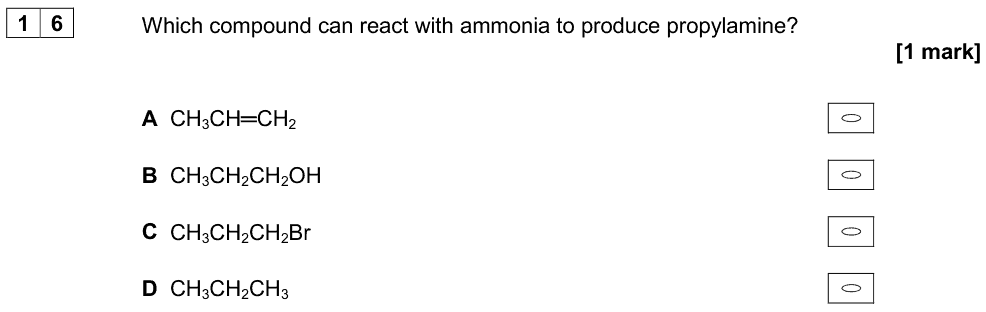 1 6 Which compound can react with ammonia to produce propylamine?
[1 mark]
A CH₃CH=CH₂
B CH₃CH₂CH₂OH
C CH₃CH₂CH₂Br
D CH₃CH₂CH₃